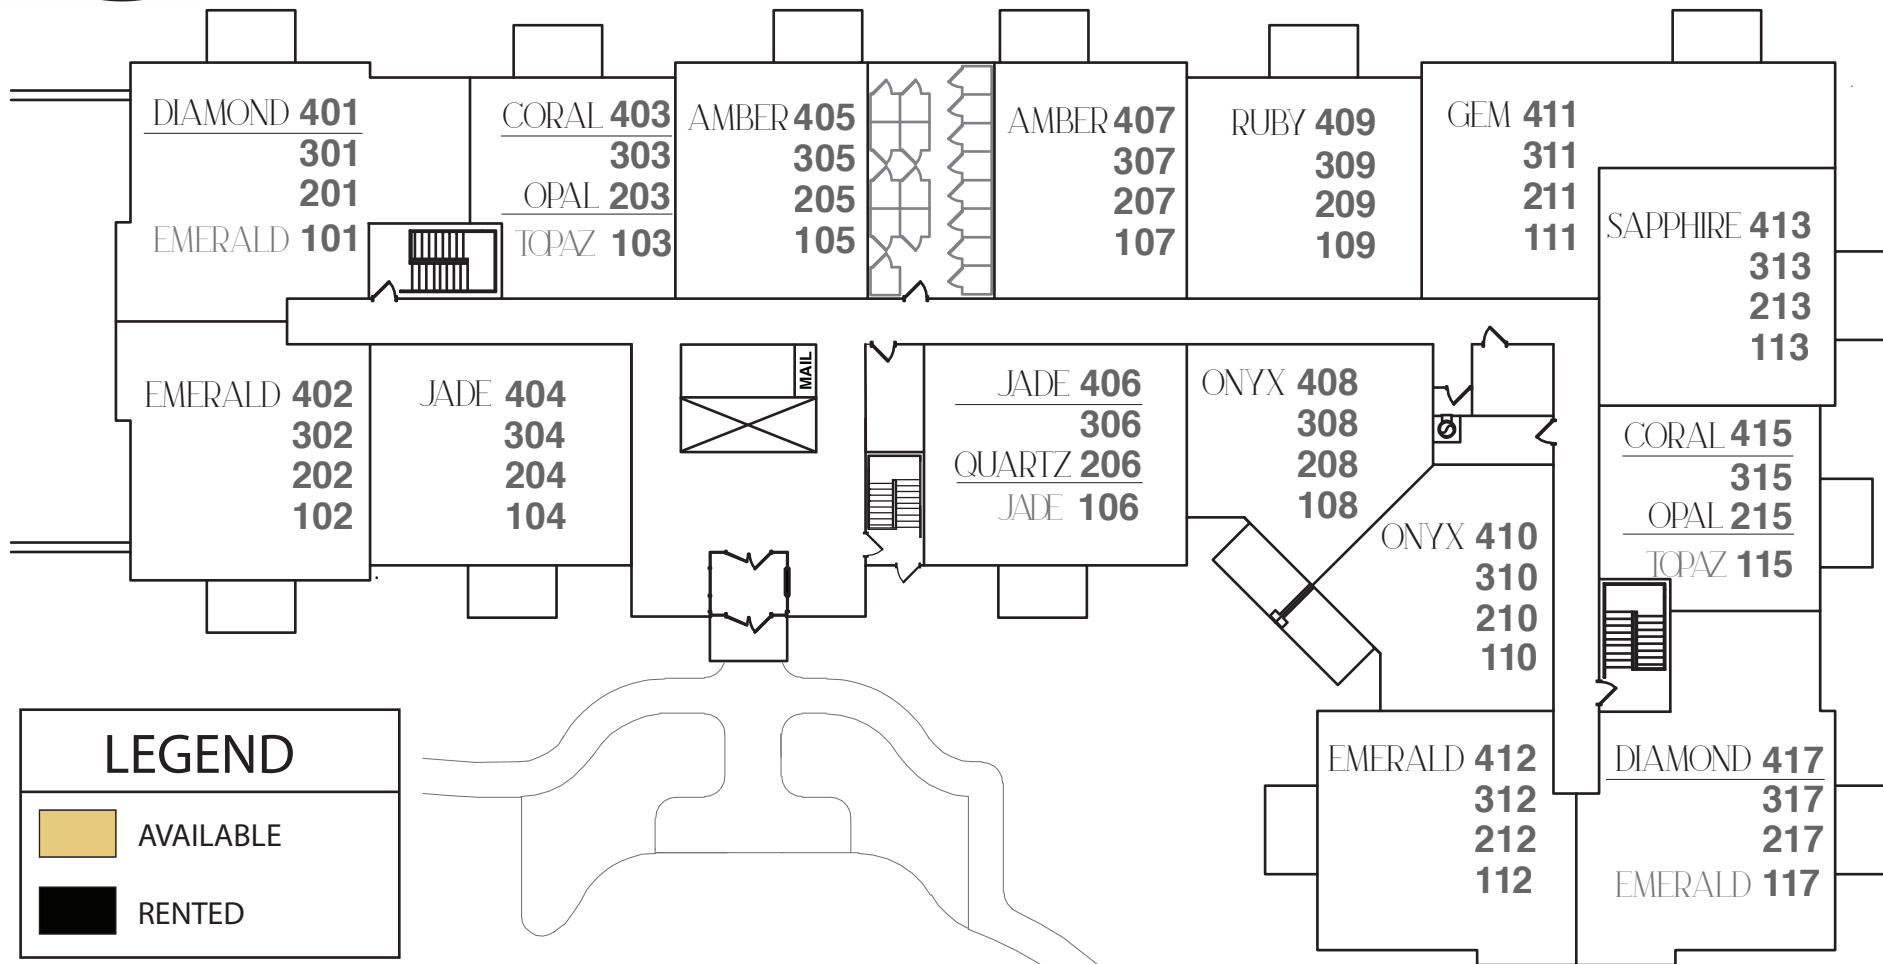 DIAMOND 401
301
201
EMERALD 101
CORAL 403
303
OPAL 203
TOPAZ 103
AMBER 405
305
205
105
AMBER 407
307
207
107
RUBY 409
309
209
109
GEM 411
311
211
111
SAPPHIRE 413
313
213
113
EMERALD 402
302
202
102
JADE 404
304
204
104
MAIL
JADE 406
306
QUARTZ 206
JADE 106
ONYX 408
308
208
108
ONYX 410
310
210
110
CORAL 415
315
OPAL 215
TOPAZ 115
EMERALD 412
312
212
112
DIAMOND 417
317
217
EMERALD 117
LEGEND
AVAILABLE
RENTED